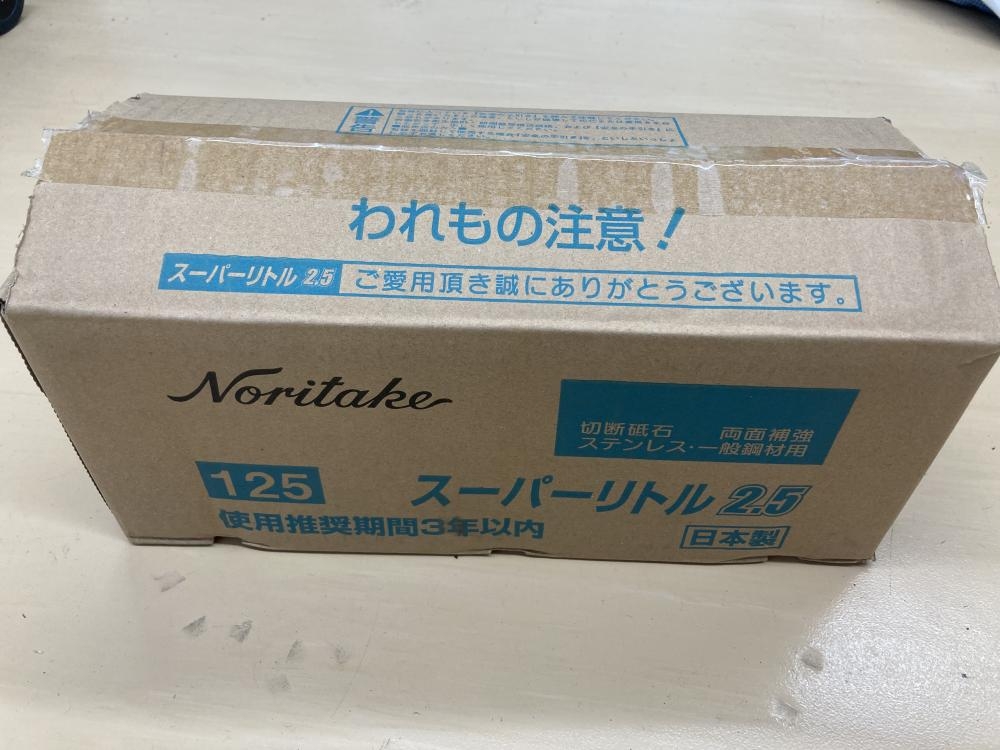 警告
われもの注意！
スーパーリトル 2.5 ご愛用頂き誠にありがとうございます。
Noritake
切断砥石 両面補強
ステンレス・一般鋼材用
125 スーパーリトル 2.5
使用推奨期間3年以内 日本製